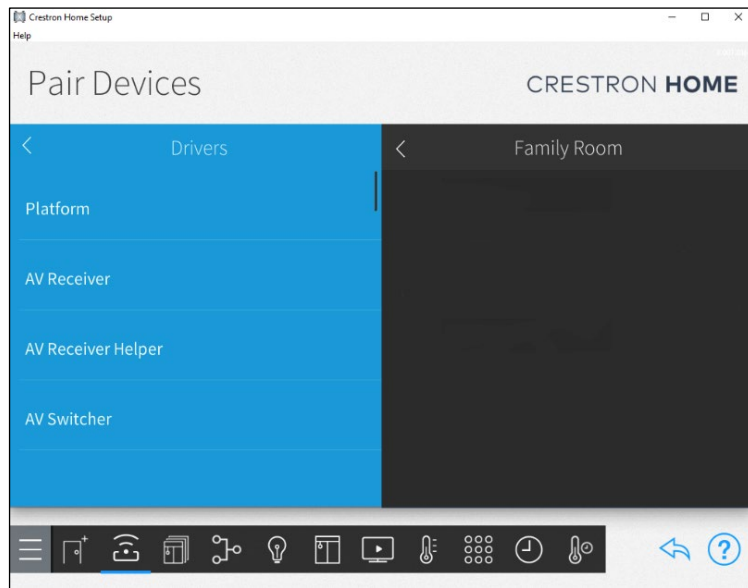 Crestron Home Setup
Help
Pair Devices
CRESTRON HOME
Drivers
Family Room
Platform
AV Receiver
AV Receiver Helper
AV Switcher
?